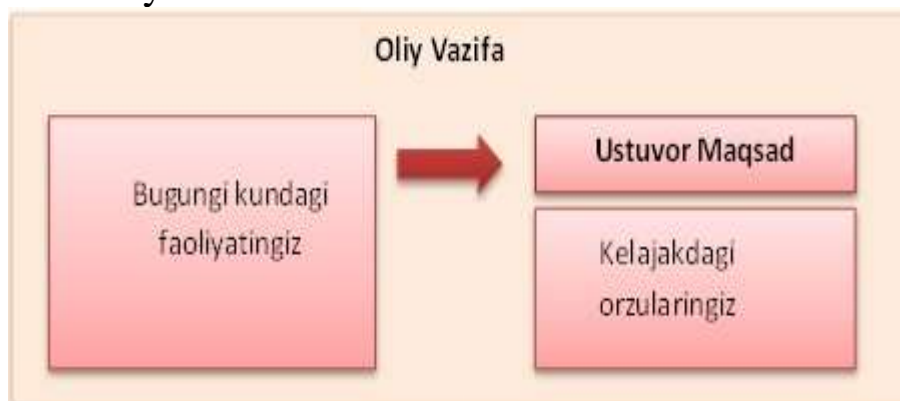 Oliy Vazifa
Bugungi kundagi
faoliyatingiz
Ustuvor Maqsad
Kelajakdagi
orzularingiz